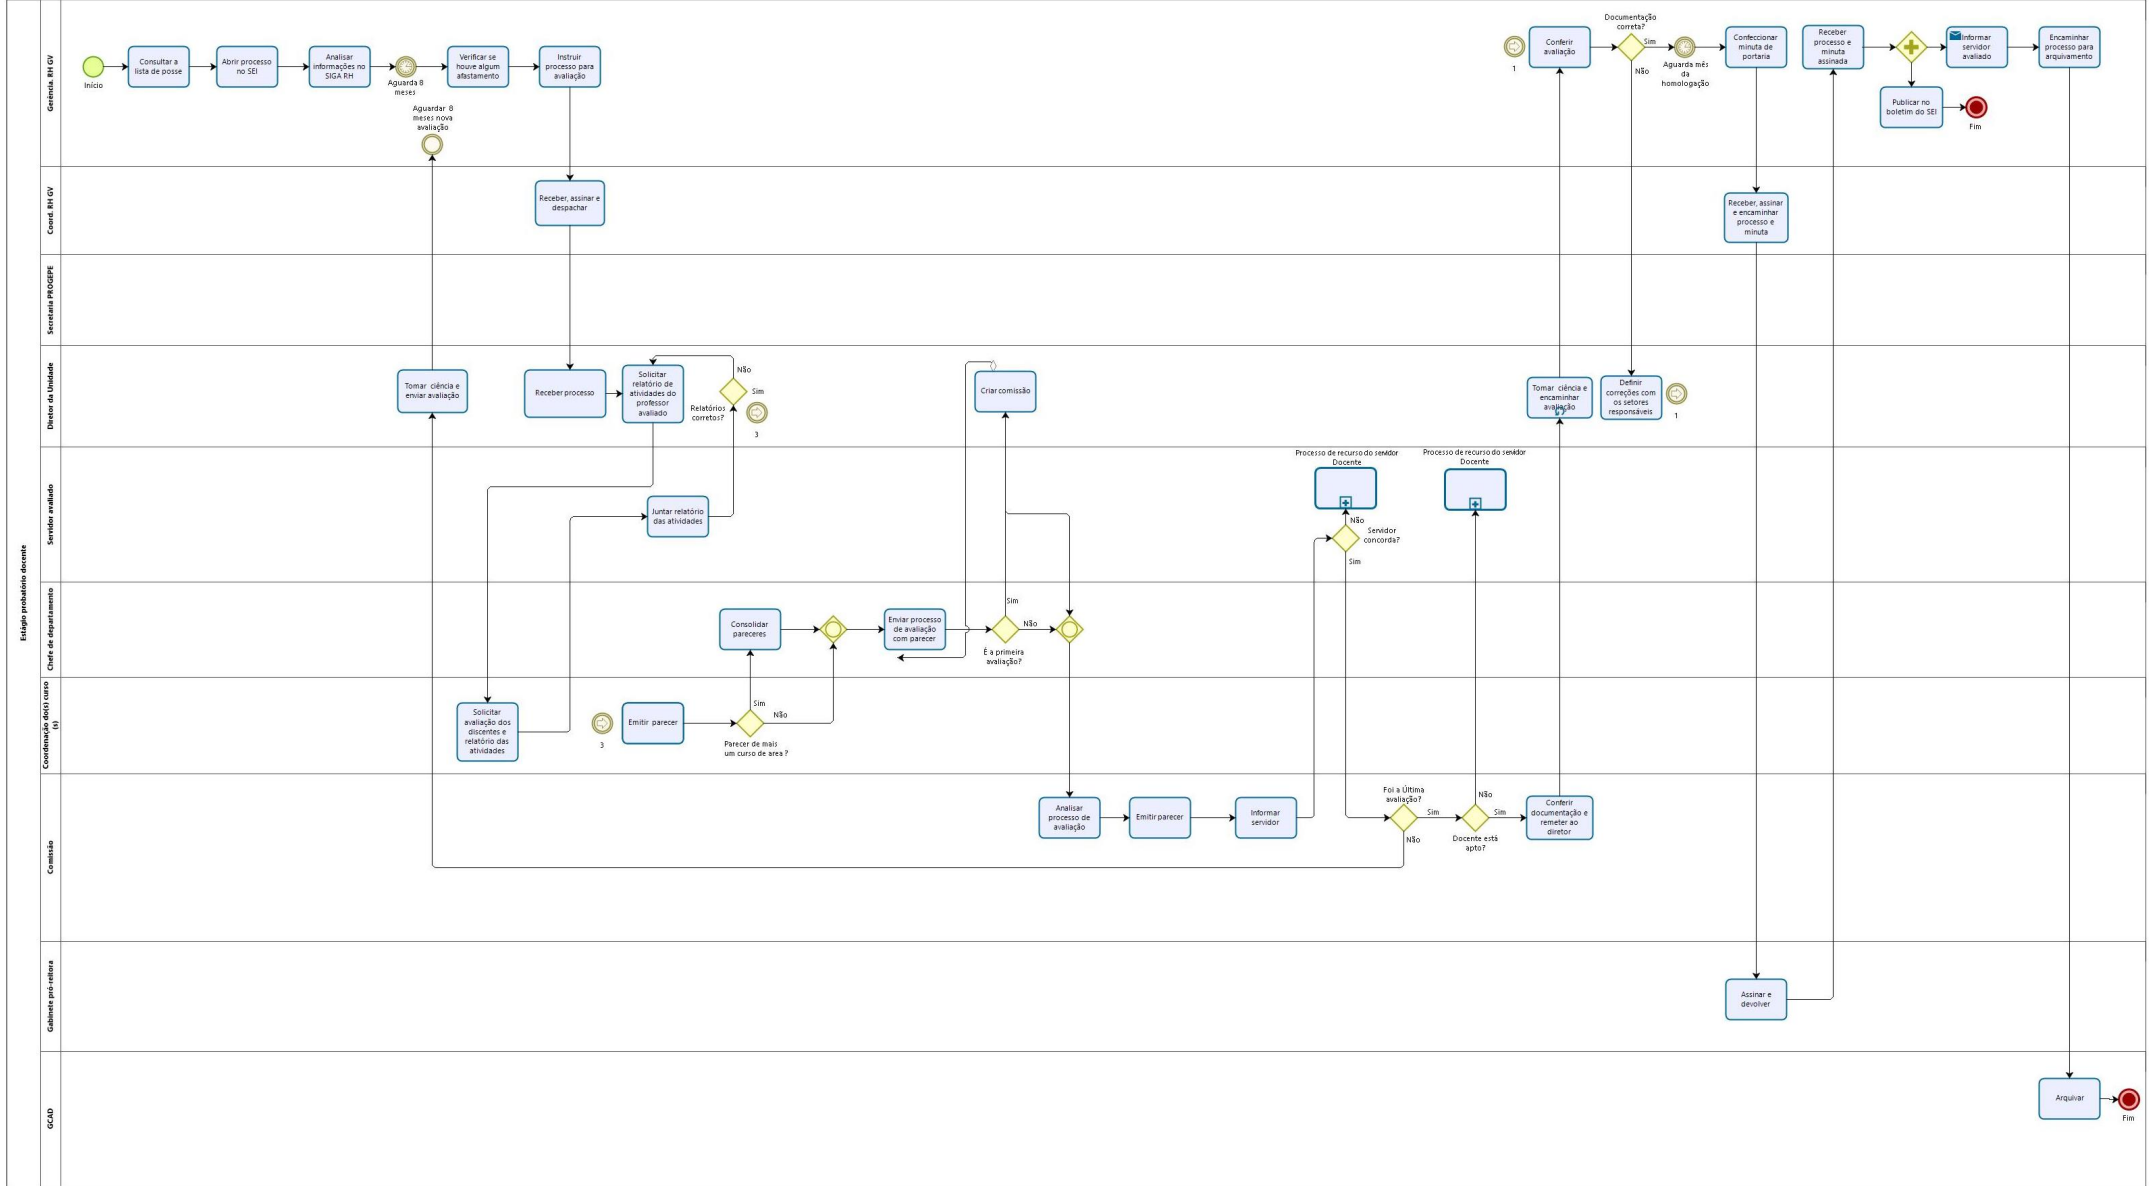 Estágio probatório docente
Gerência. RH GV
Início
Consultar a
lista de posse
Abrir processo
no SEI
Analisar
informações no
SIGA RH
Aguarda 8
meses
Verificar se
houve algum
afastamento
Instruir
processo para
avaliação
Aguardar 8
meses nova
avaliação
1
Conferir
avaliação
Documentação
correta?
Sim
Não
Aguarda mês
da
homologação
Confeccionar
minuta de
portaria
Receber
processo e
minuta
assinada
Informar
servidor
avaliado
Encaminhar
processo para
arquivamento
Publicar no
boletim do SEI
Fim
Coord. RH GV
Receber, assinar e
despachar
Receber, assinar
e encaminhar
processo e
minuta
Secretaria PROGEPE
Diretor da Unidade
Tomar ciência e
enviar avaliação
Receber processo
Solicitar
relatório de
atividades do
professor
avaliado
Não
Sim
Relatórios
corretos?
3
Criar comissão
Tomar ciência e
encaminhar
avaliação
Definir
correções com
os setores
responsáveis
1
Servidor avaliado
Juntar relatório
das atividades
Processo de recurso do servidor
Docente
Processo de recurso do servidor
Docente
Não
Servidor
concorda?
Sim
Chefe de departamento
Consolidar
pareceres
Enviar processo
de avaliação
com parecer
Sim
Não
É a primeira
avaliação?
Coordenação do(s) curso
(s)
Solicitar
avaliação dos
discentes e
relatório das
atividades
3
Emitir parecer
Sim
Não
Parecer de mais
um curso de area ?
Comissão
Analisar
processo de
avaliação
Emitir parecer
Informar
servidor
Foi a Última
avaliação?
Sim
Não
Não
Sim
Docente está
apto?
Conferir
documentação e
remeter ao
diretor
Gabinete pró-reitora
Assinar e
devolver
GCAD
Arquivar
Fim